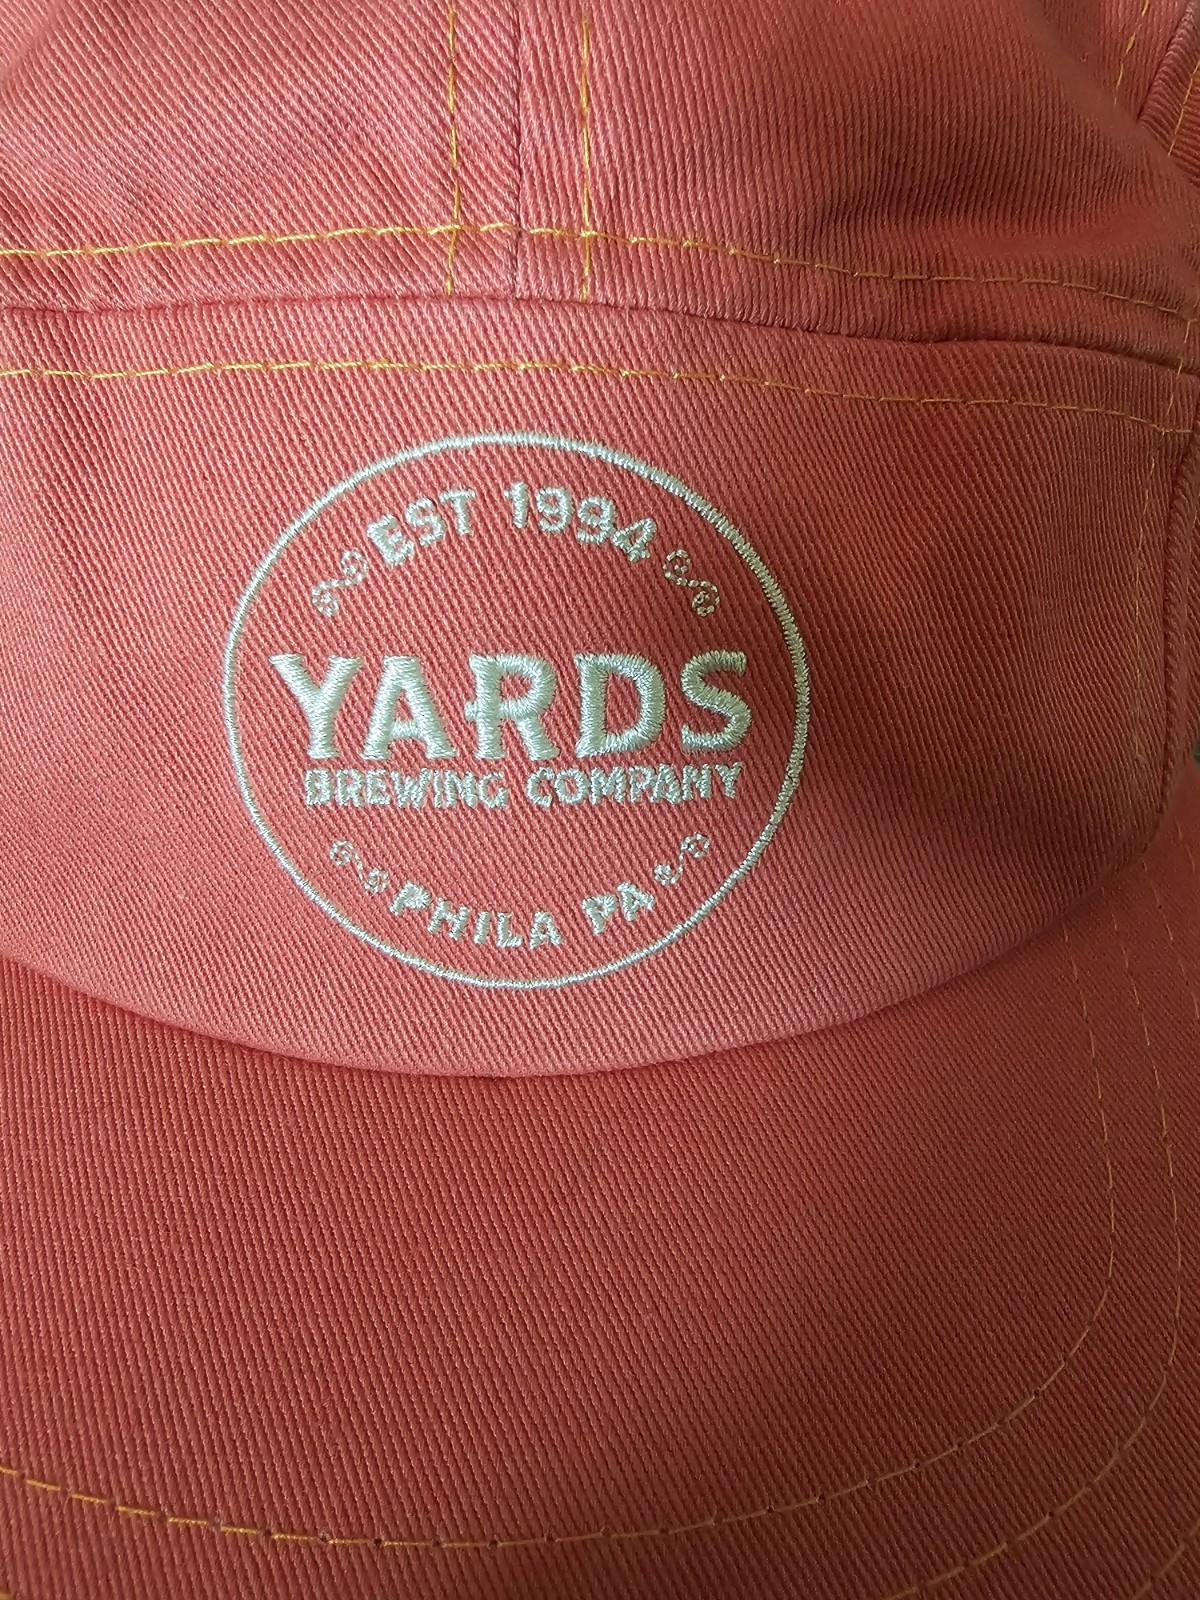 EST 1994
YARDS
BREWING COMPANY
PHILA PA